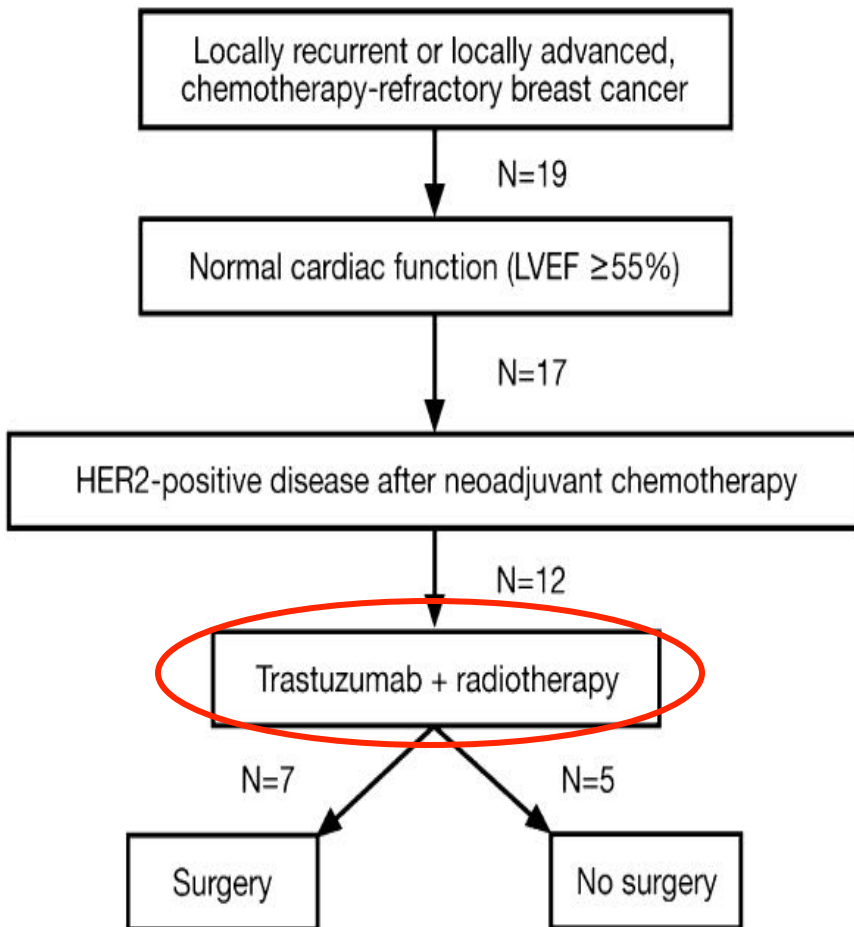 Locally recurrent or locally advanced,
chemotherapy-refractory breast cancer
N=19
Normal cardiac function (LVEF ≥55%)
N=17
HER2-positive disease after neoadjuvant chemotherapy
N=12
Trastuzumab + radiotherapy
N=7
N=5
Surgery
No surgery